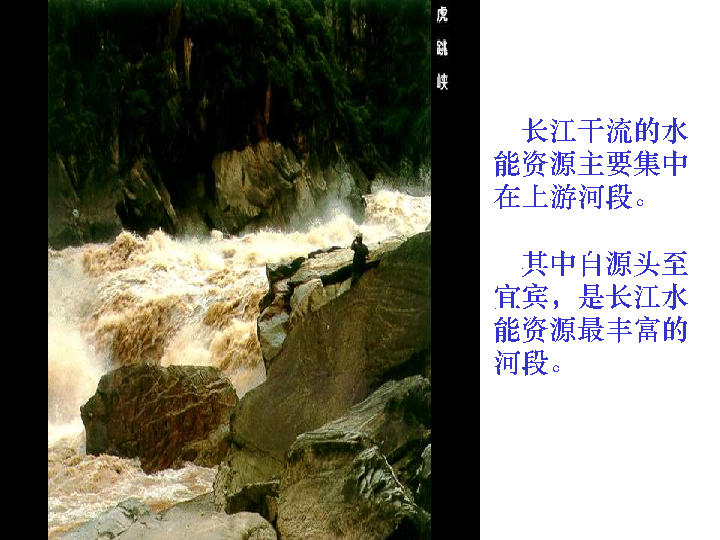 虎跳峡
长江干流的水
能资源主要集中
在上游河段。
其中自源头至
宜宾，是长江水
能资源最丰富的
河段。